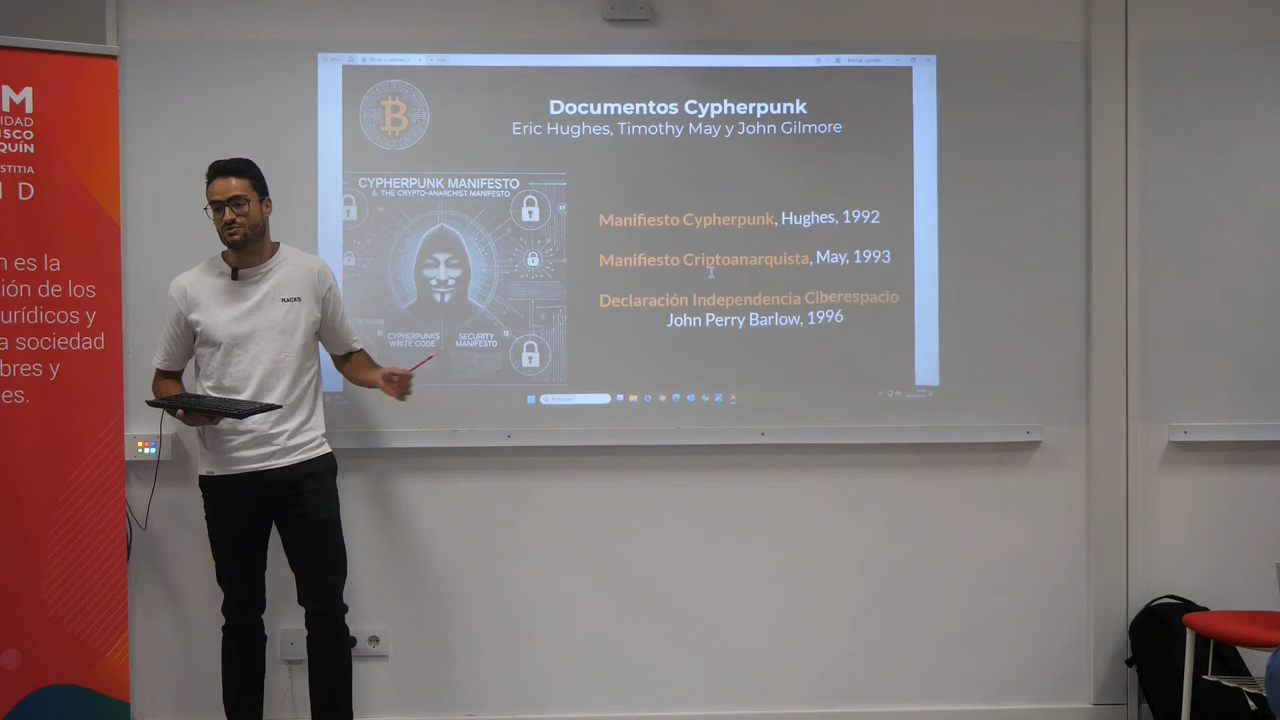 M
IDAD
ISCO
QUÍN
STITIA
I D
n es la
ión de los
urídicos y
a sociedad
bres y
es.
RACKS
Documentos Cypherpunk
Eric Hughes, Timothy May y John Gilmore
CYPHERPUNK MANIFESTO
& THE CRYPTO-ANARCHIST MANIFESTO
CYPHERPUNKS
WRITE CODE
SECURITY
MANIFESTO
Manifiesto Cypherpunk, Hughes, 1992
Manifiesto Criptoanarquista, May, 1993
Declaración Independencia Ciberespacio
John Perry Barlow, 1996